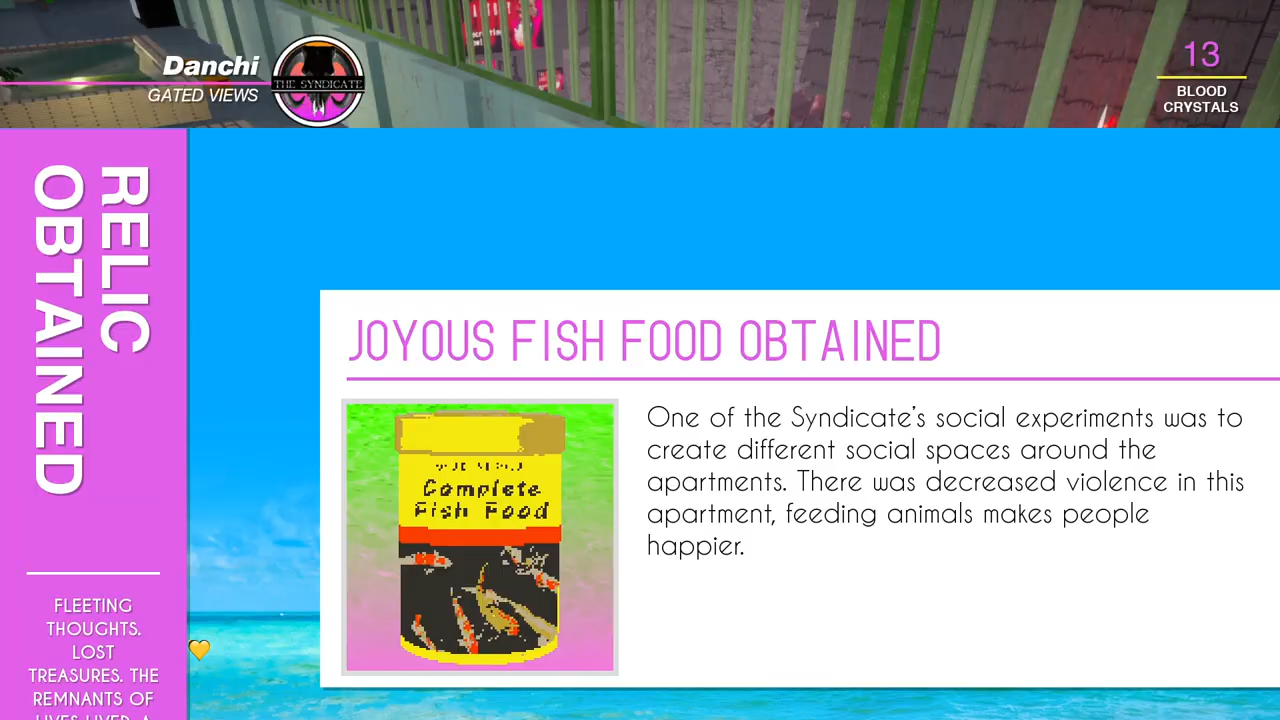 Danchi
GATED VIEWS
THE SYNDICATE
13
BLOOD
CRYSTALS
RELIC
OBTAINED
FLEETING
THOUGHTS.
LOST
TREASURES. THE
REMNANTS OF
LIVES LIVED. A
JOYOUS FISH FOOD OBTAINED
Complete
Fish Food
One of the Syndicate's social experiments was to
create different social spaces around the
apartments. There was decreased violence in this
apartment, feeding animals makes people
happier.